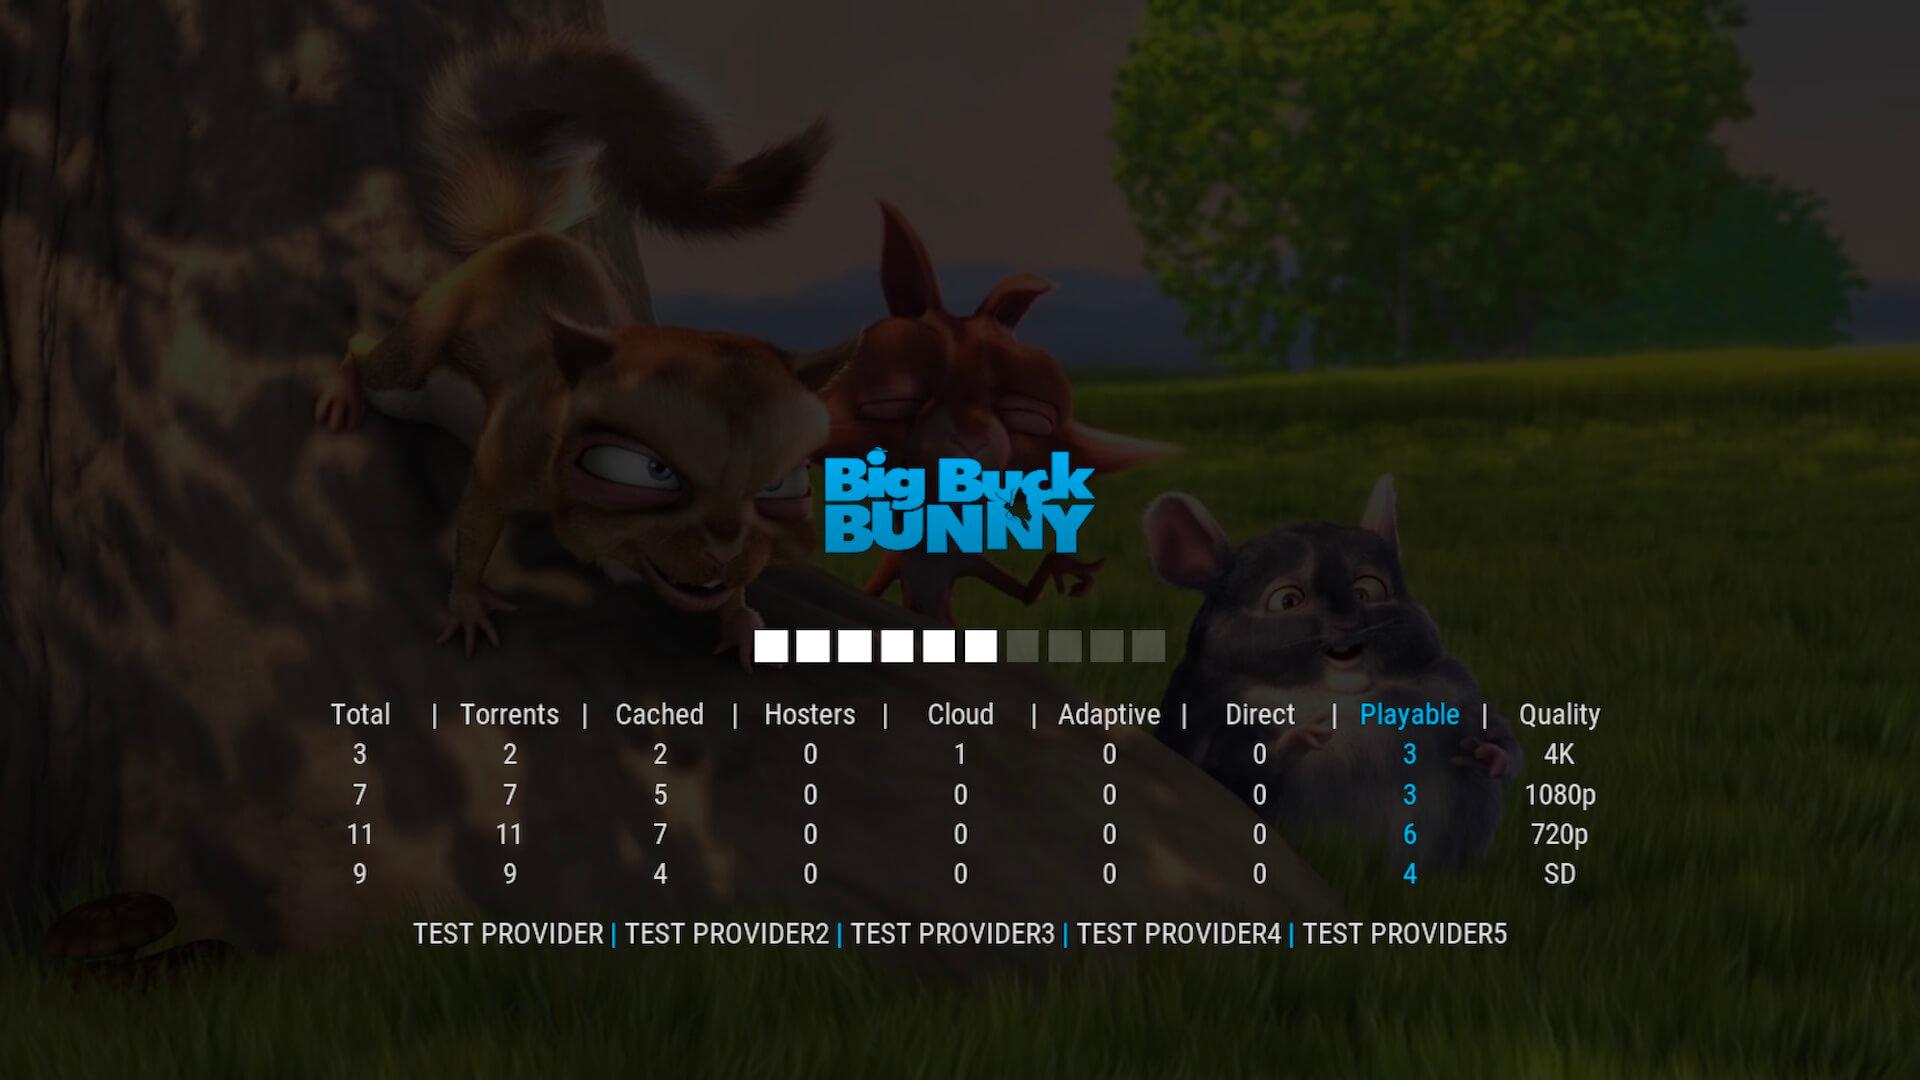 Big Buck
BUNNY
Total | Torrents | Cached | Hosters | Cloud | Adaptive | Direct | Playable | Quality
3 2 2 0 1 0 0 3 4K
7 7 5 0 0 0 0 3 1080p
11 11 7 0 0 0 0 6 720p
9 9 4 0 0 0 0 4 SD
TEST PROVIDER | TEST PROVIDER2 | TEST PROVIDER3 | TEST PROVIDER4 | TEST PROVIDER5